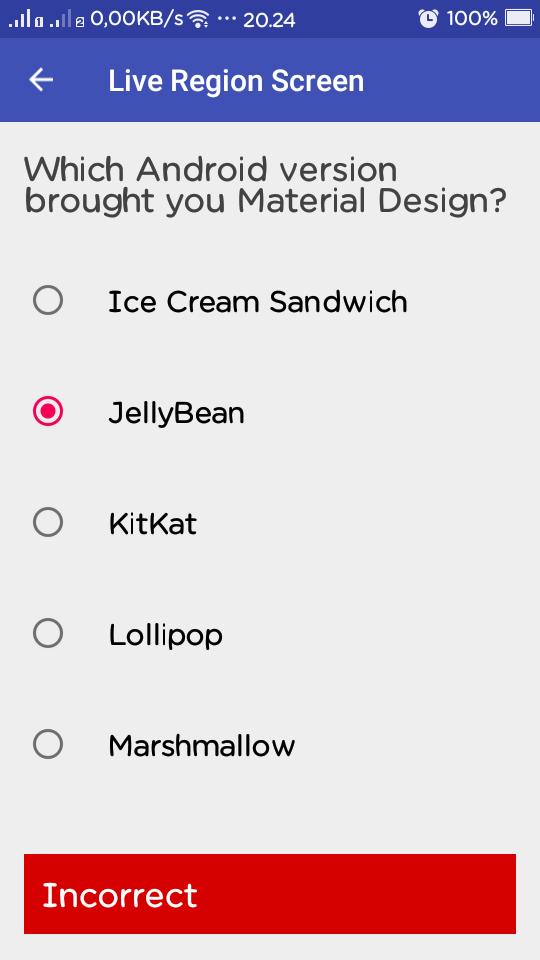 0,00KB/s ··· 20.24 100%
Live Region Screen
Which Android version
brought you Material Design?
Ice Cream Sandwich
JellyBean
KitKat
Lollipop
Marshmallow
Incorrect